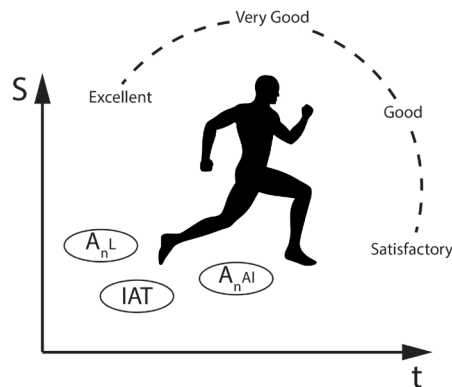 Very Good
Excellent
S
Good
AnL
Satisfactory
AnAl
IAT
t